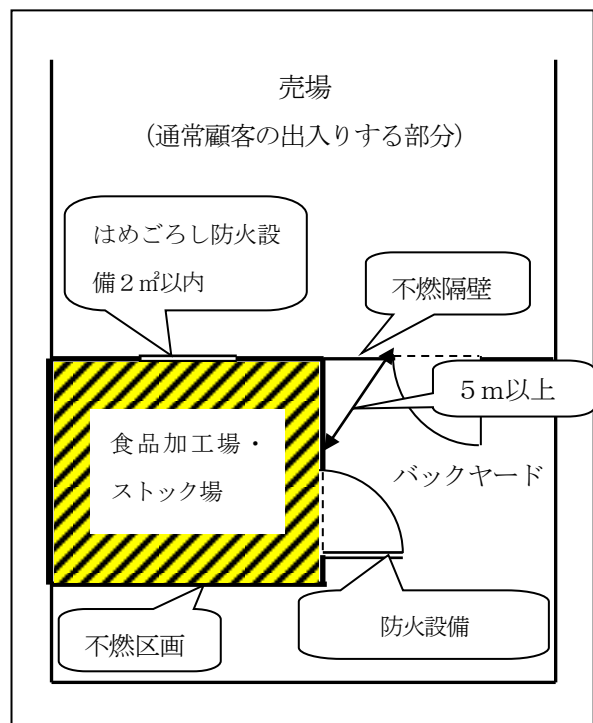 売場
（通常顧客の出入りする部分）
はめごろし防火設
備２㎡以内
不燃隔壁
５ｍ以上
食品加工場・
ストック場
バックヤード
防火設備
不燃区画